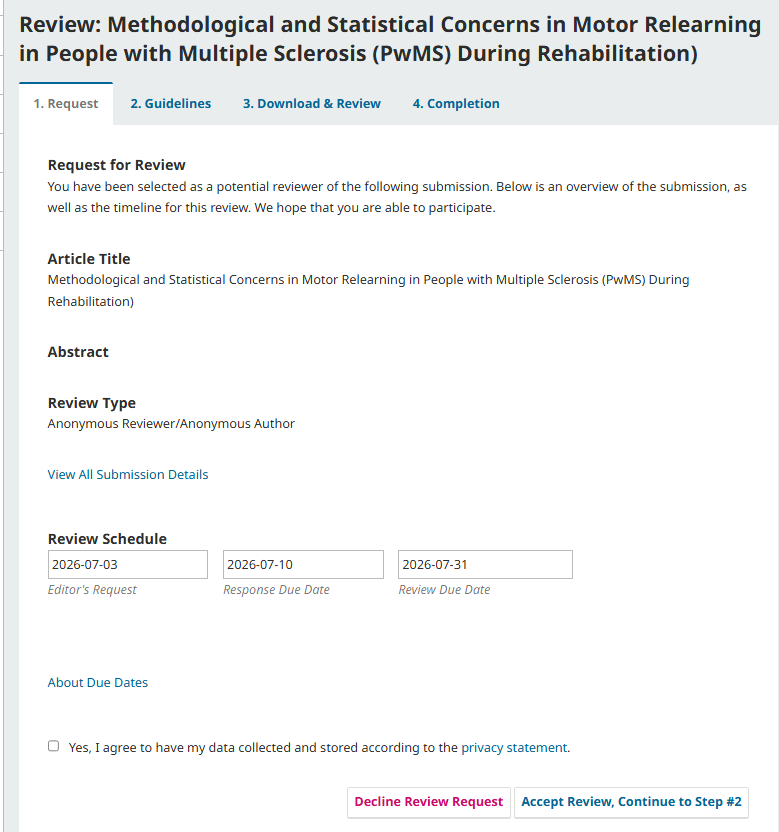 Review: Methodological and Statistical Concerns in Motor Relearning
in People with Multiple Sclerosis (PwMS) During Rehabilitation)
1. Request
2. Guidelines
3. Download & Review
4. Completion
Request for Review
You have been selected as a potential reviewer of the following submission. Below is an overview of the submission, as
well as the timeline for this review. We hope that you are able to participate.
Article Title
Methodological and Statistical Concerns in Motor Relearning in People with Multiple Sclerosis (PwMS) During
Rehabilitation)
Abstract
Review Type
Anonymous Reviewer/Anonymous Author
View All Submission Details
Review Schedule
2026-07-03
2026-07-10
2026-07-31
Editor's Request
Response Due Date
Review Due Date
About Due Dates
Yes, I agree to have my data collected and stored according to the privacy statement.
Decline Review Request
Accept Review, Continue to Step #2